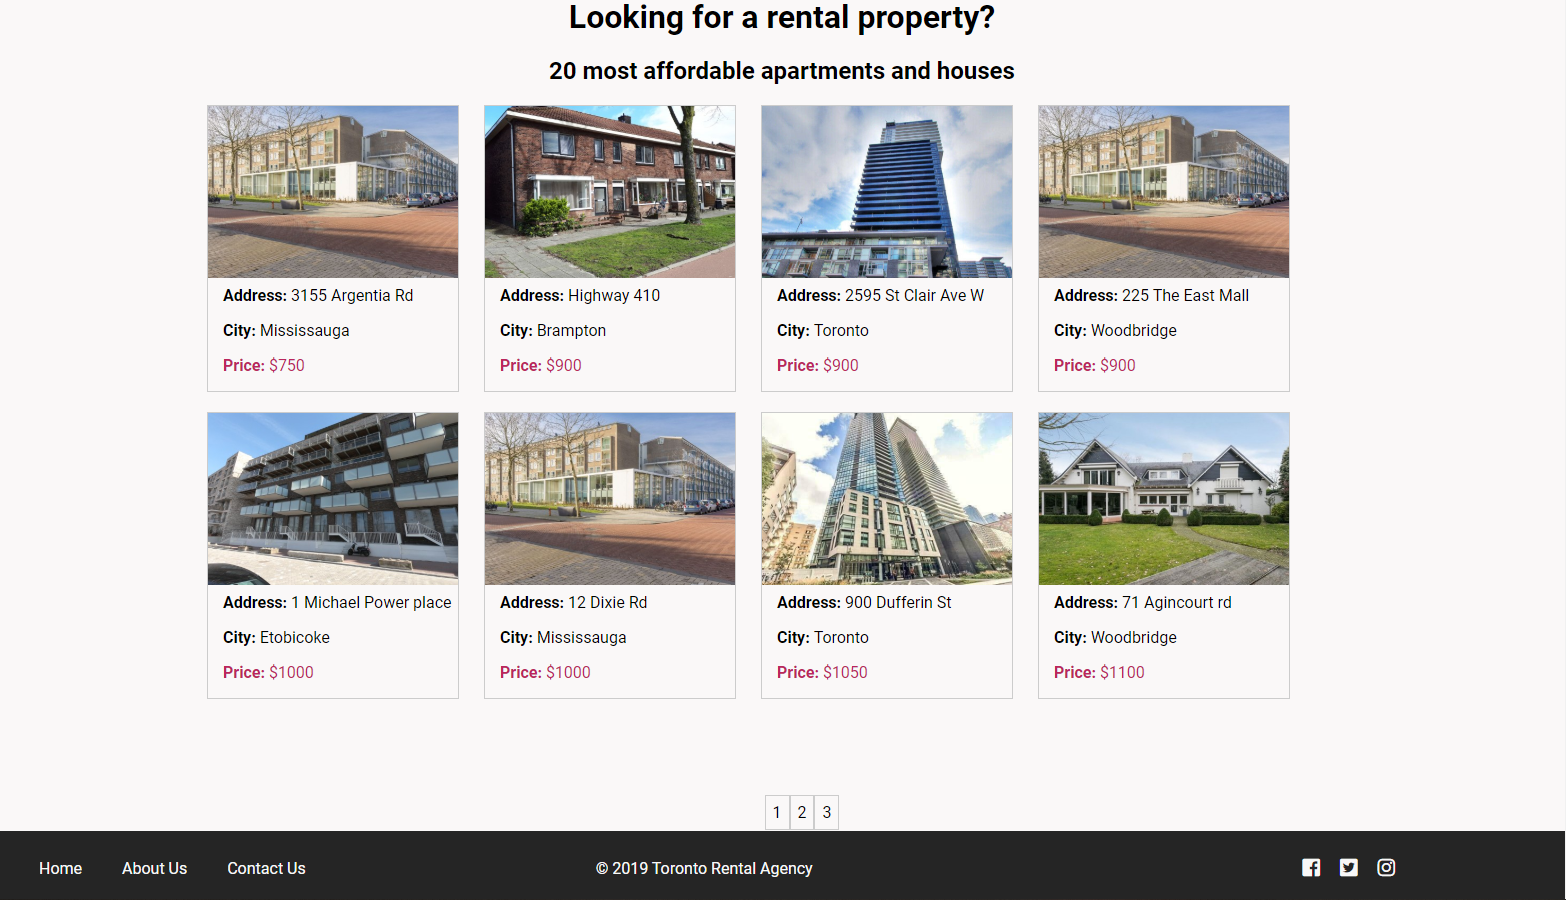 Looking for a rental property?
20 most affordable apartments and houses
Address: 3155 Argentia Rd
City: Mississauga
Price: $750
Address: Highway 410
City: Brampton
Price: $900
Address: 2595 St Clair Ave W
City: Toronto
Price: $900
Address: 225 The East Mall
City: Woodbridge
Price: $900
Address: 1 Michael Power place
City: Etobicoke
Price: $1000
Address: 12 Dixie Rd
City: Mississauga
Price: $1000
Address: 900 Dufferin St
City: Toronto
Price: $1050
Address: 71 Agincourt rd
City: Woodbridge
Price: $1100
1 2 3
Home About Us Contact Us © 2019 Toronto Rental Agency